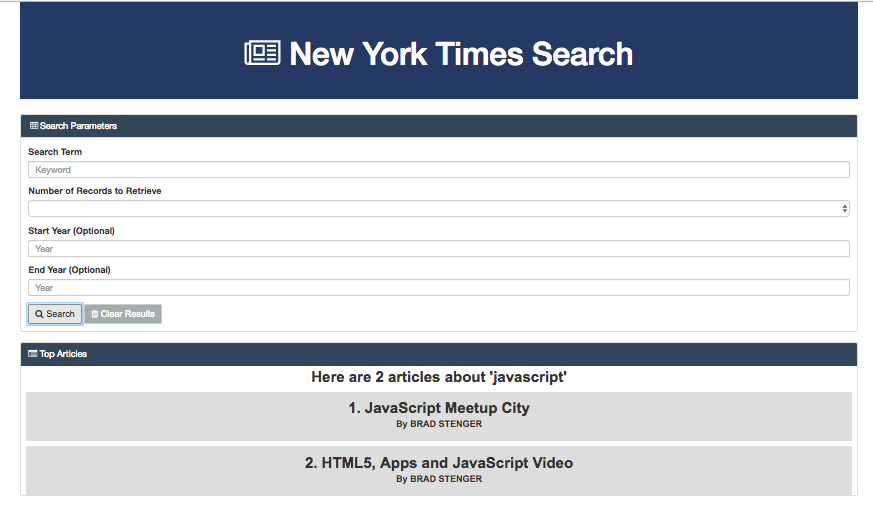 New York Times Search
Search Parameters
Search Term
Keyword
Number of Records to Retrieve
Start Year (Optional)
Year
End Year (Optional)
Year
Search Clear Results
Top Articles
Here are 2 articles about 'javascript'
1. JavaScript Meetup City
By BRAD STENGER
2. HTML5, Apps and JavaScript Video
By BRAD STENGER